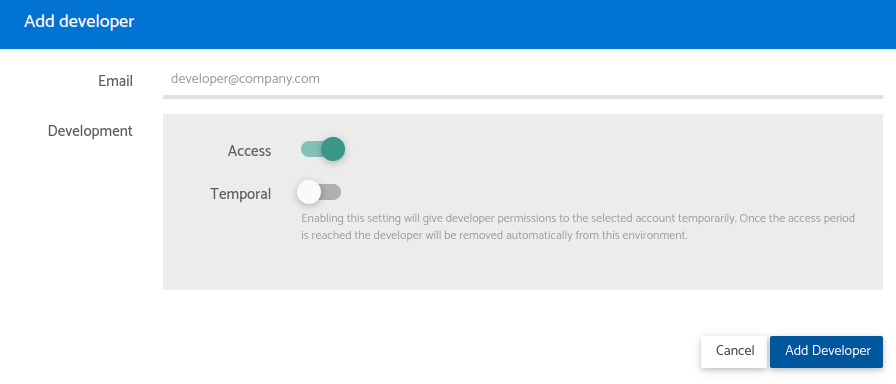 Add developer
Email
developer@company.com
Development
Access
Temporal
Enabling this setting will give developer permissions to the selected account temporarily. Once the access period
is reached the developer will be removed automatically from this environment.
Cancel
Add Developer